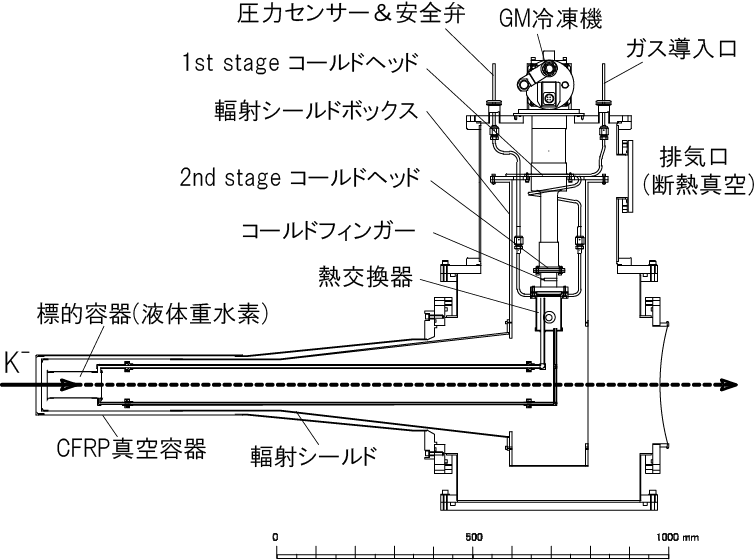 圧力センサー＆安全弁
GM冷凍機
ガス導入口
1st stage コールドヘッド
輻射シールドボックス
排気口
(断熱真空)
2nd stage コールドヘッド
コールドフィンガー
熱交換器
標的容器(液体重水素)
K⁻
CFRP真空容器
輻射シールド
0 500 1000 mm